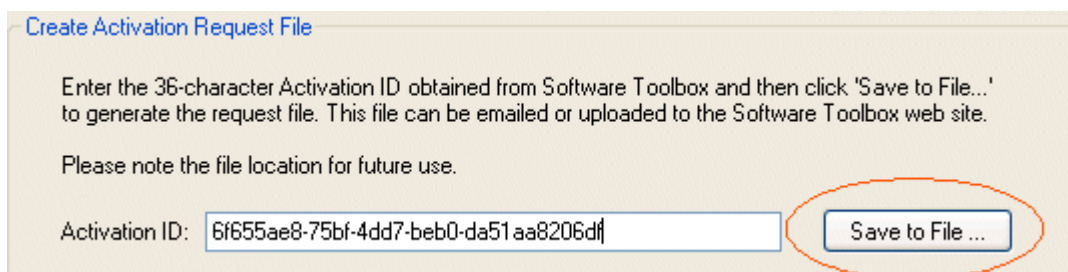 Create Activation Request File
Enter the 36-character Activation ID obtained from Software Toolbox and then click 'Save to File...'
to generate the request file. This file can be emailed or uploaded to the Software Toolbox web site.
Please note the file location for future use.
Activation ID: 6f655ae8-75bf-4dd7-beb0-da51aa8206df Save to File ...